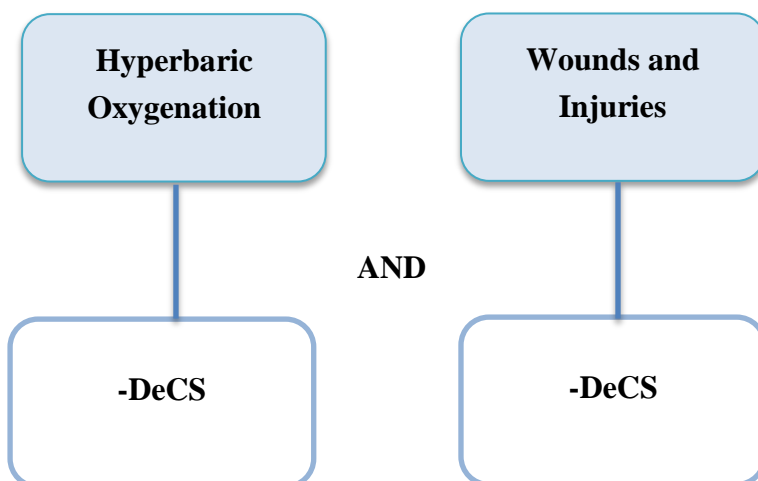 Hyperbaric
Oxygenation
Wounds and
Injuries
AND
-DeCS
-DeCS